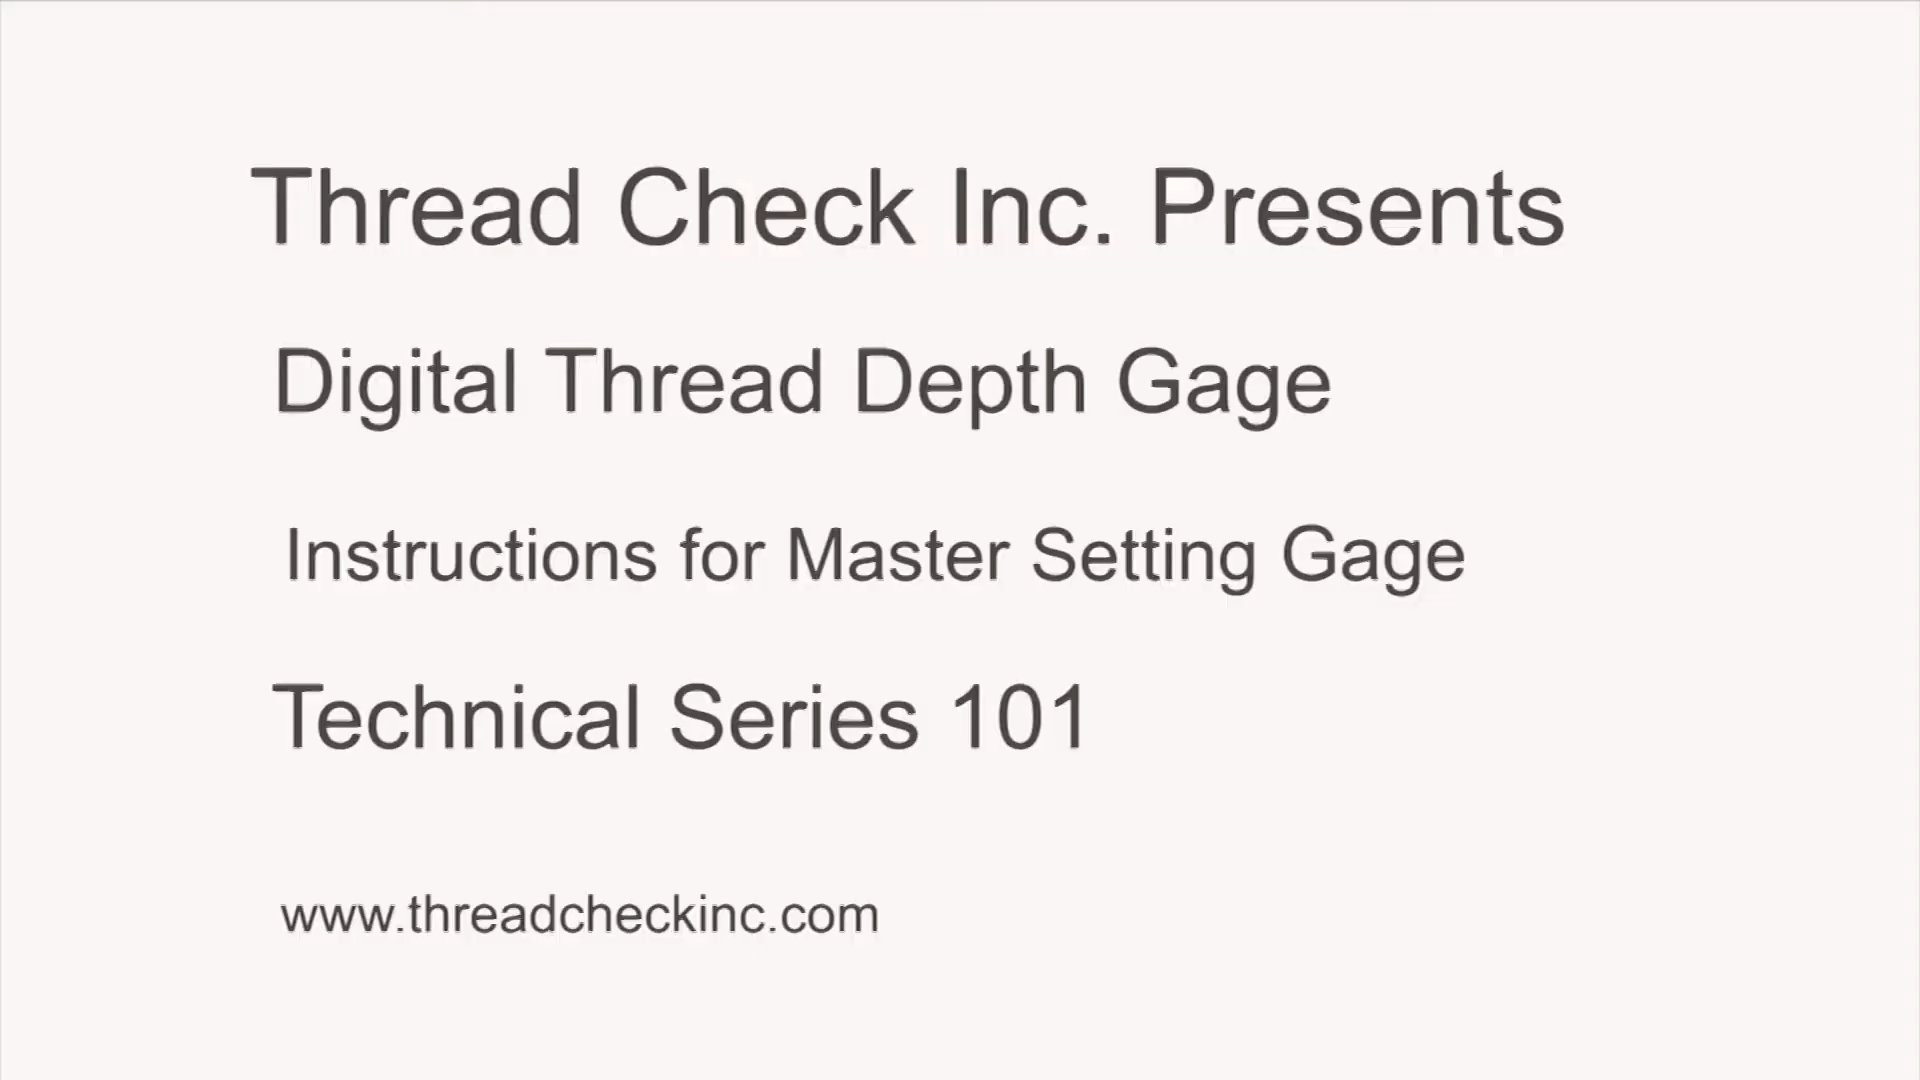 Thread Check Inc. Presents
Digital Thread Depth Gage
Instructions for Master Setting Gage
Technical Series 101
www.threadcheckinc.com